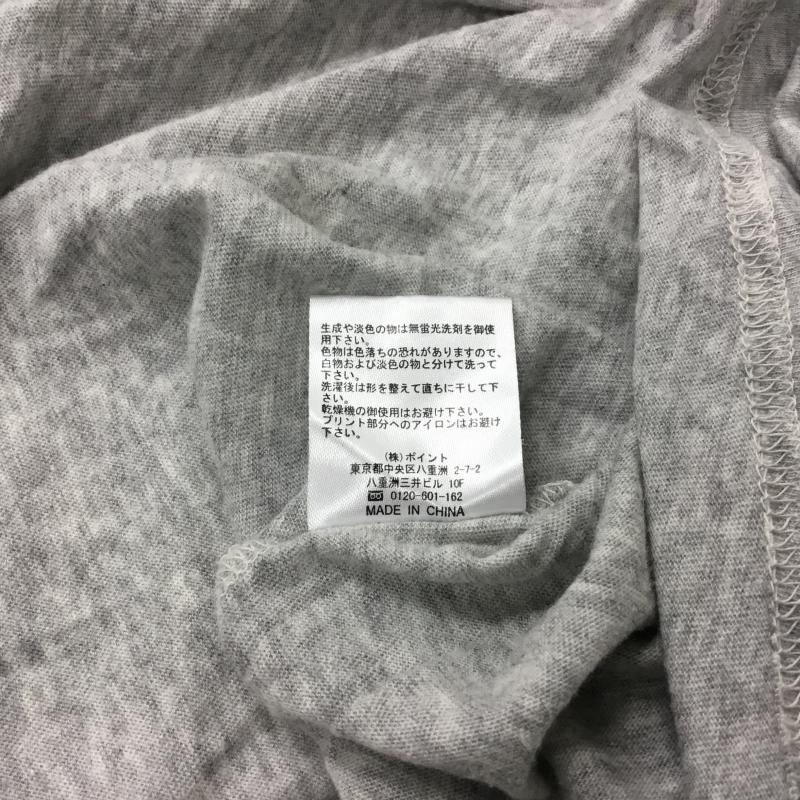 生成や淡色の物は無蛍光洗剤を御使
用下さい。
色物は色落ちの恐れがありますので、
白物および淡色の物と分けて洗って
下さい。
洗濯後は形を整えて直ちに干して下
さい。
乾燥機の御使用はお避け下さい。
プリント部分へのアイロンはお避け
下さい。
(株)ポイント
東京都中央区八重洲 2-7-2
八重洲三井ビル 10F
0120-601-162
MADE IN CHINA